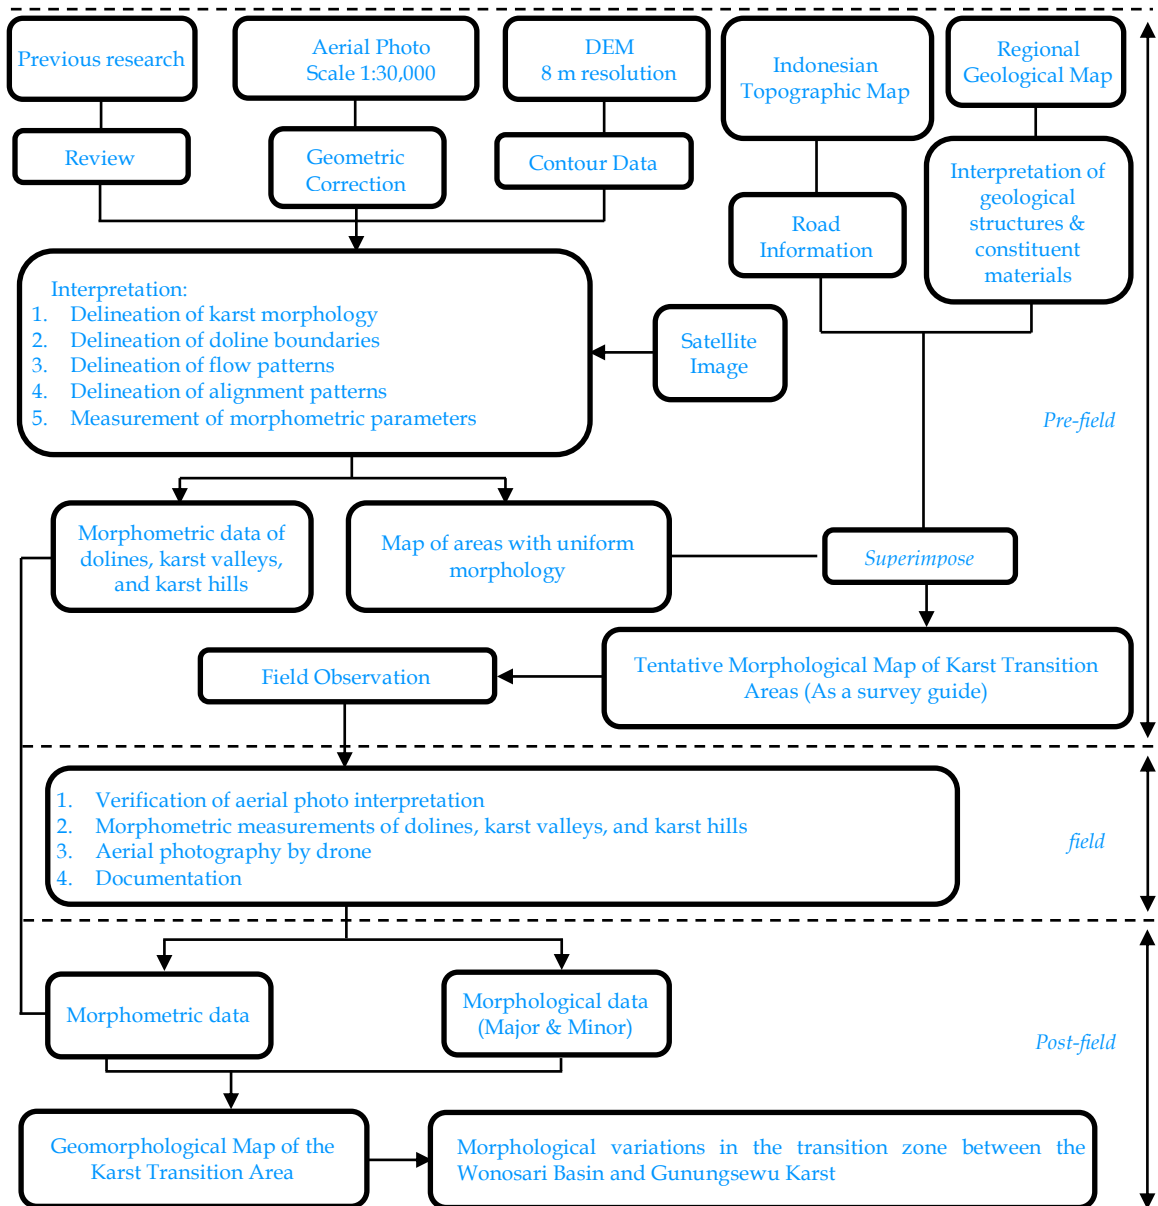 Previous research
Aerial Photo
Scale 1:30,000
DEM
8 m resolution
Indonesian
Topographic Map
Regional
Geological Map
Review
Geometric
Correction
Contour Data
Road
Information
Interpretation of
geological
structures &
constituent
materials
Interpretation:
1. Delineation of karst morphology
2. Delineation of doline boundaries
3. Delineation of flow patterns
4. Delineation of alignment patterns
5. Measurement of morphometric parameters
Satellite
Image
Pre-field
Morphometric data of
dolines, karst valleys,
and karst hills
Map of areas with uniform
morphology
Superimpose
Field Observation
Tentative Morphological Map of Karst Transition
Areas (As a survey guide)
1. Verification of aerial photo interpretation
2. Morphometric measurements of dolines, karst valleys, and karst hills
3. Aerial photography by drone
4. Documentation
field
Morphometric data
Morphological data
(Major & Minor)
Post-field
Geomorphological Map of the
Karst Transition Area
Morphological variations in the transition zone between the
Wonosari Basin and Gunungsewu Karst